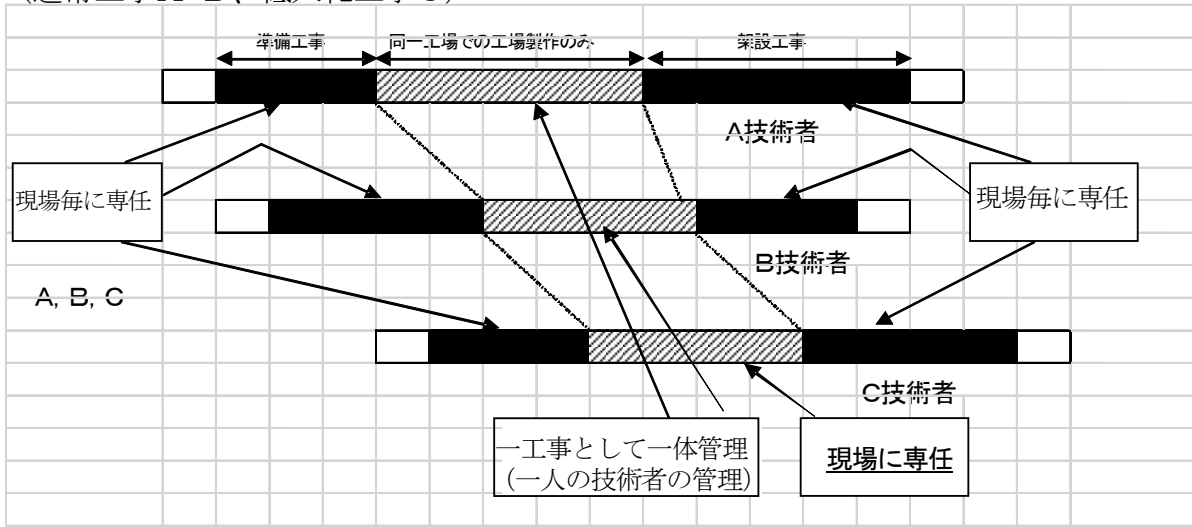 準備工事
同一工場での工場製作のみ
架設工事
A技術者
現場毎に専任
現場毎に専任
B技術者
A, B, C
C技術者
一工事として一体管理
(一人の技術者の管理)
現場に専任